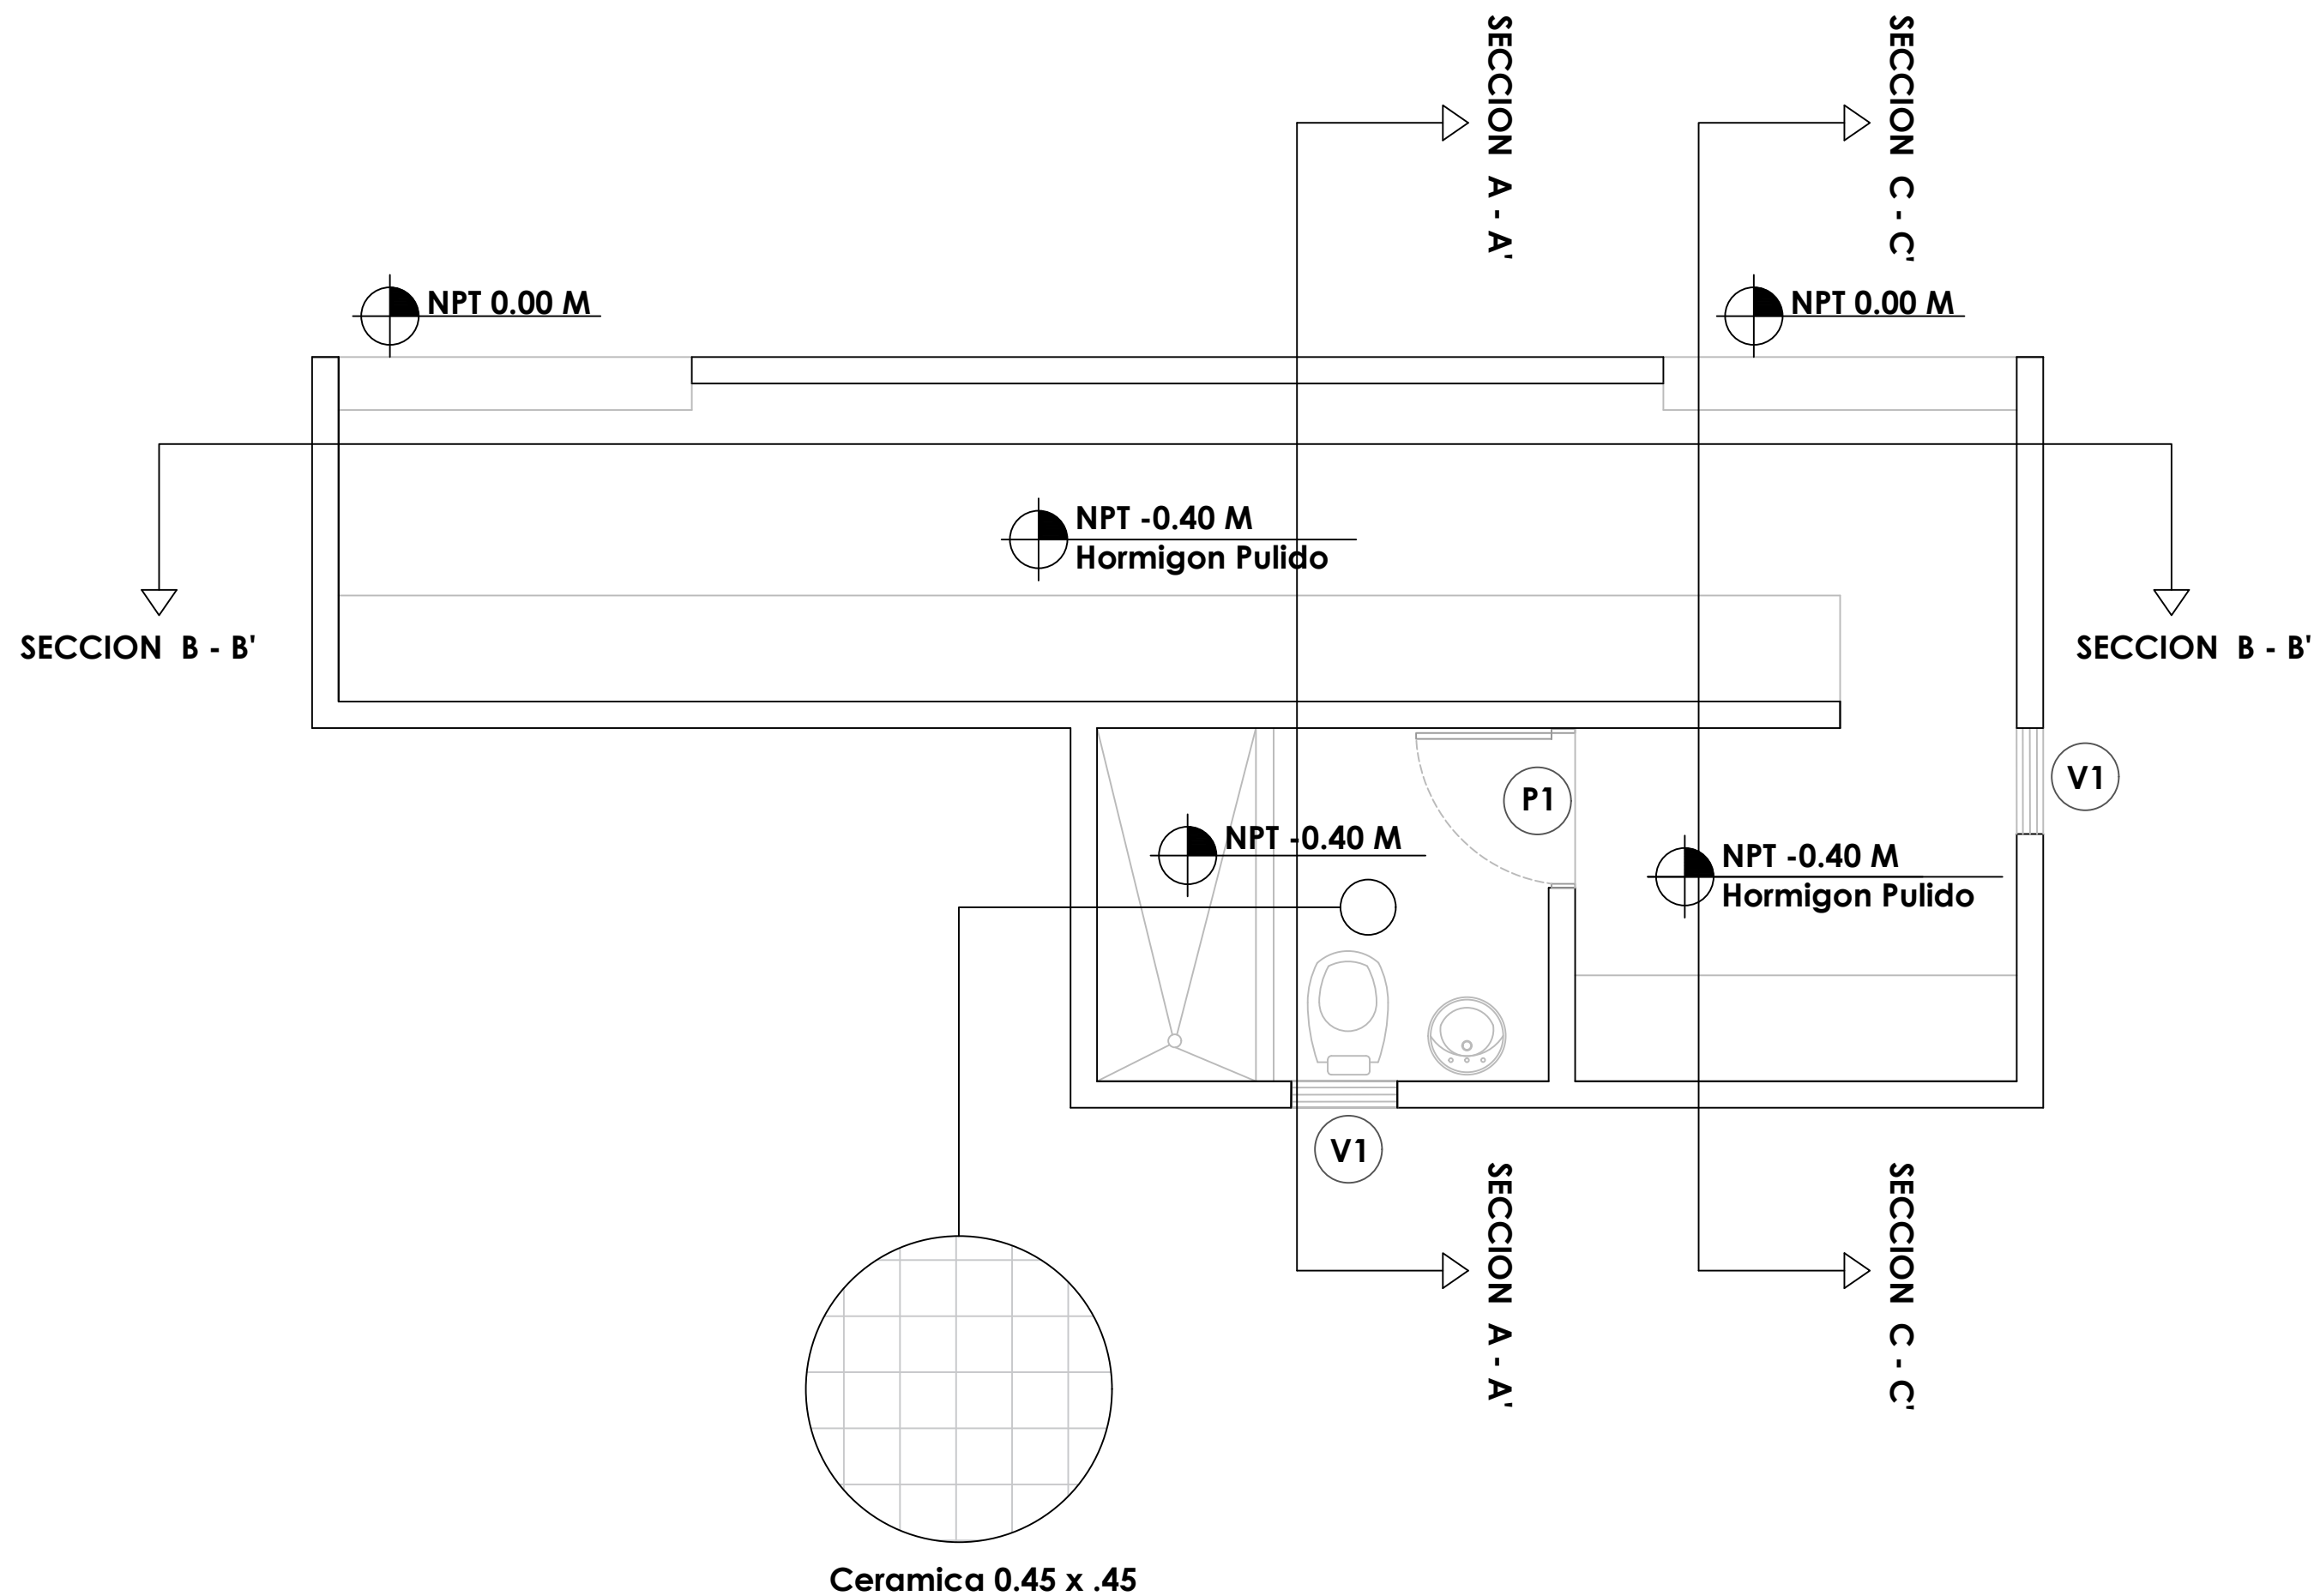 SECCION A - A'
SECCION C - C'
NPT 0.00 M
NPT 0.00 M
NPT -0.40 M
Hormigon Pulido
SECCION B - B'
SECCION B - B'
V1
P1
NPT -0.40 M
NPT -0.40 M
Hormigon Pulido
V1
SECCION A - A'
SECCION C - C'
Ceramica 0.45 x .45